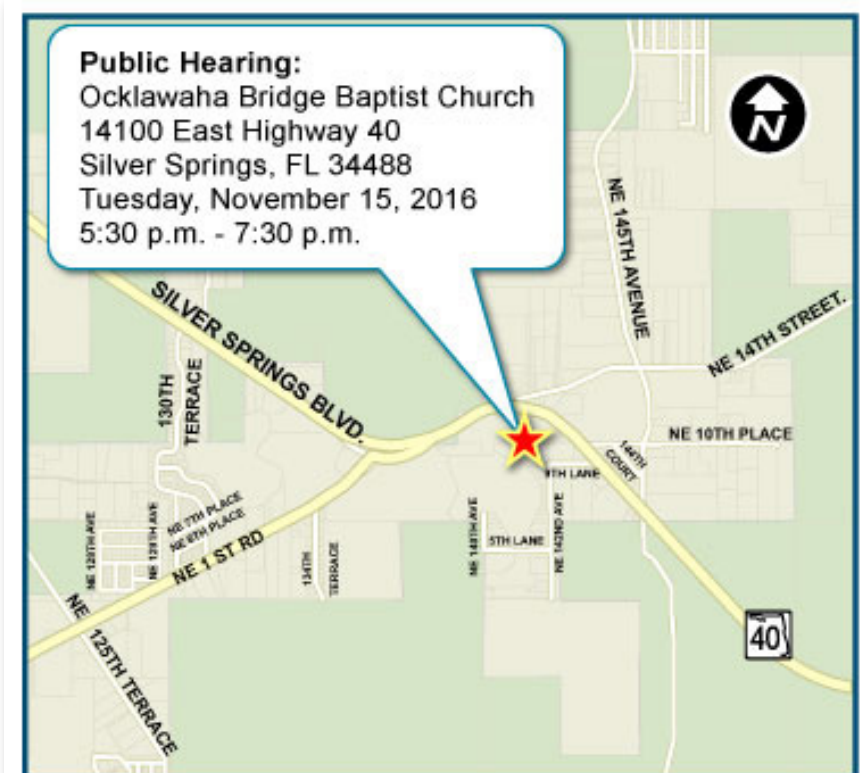 Public Hearing:
Ocklawaha Bridge Baptist Church
14100 East Highway 40
Silver Springs, FL 34488
Tuesday, November 15, 2016
5:30 p.m. - 7:30 p.m.
N
NE 145TH AVENUE
SILVER SPRINGS BLVD.
NE 14TH STREET.
130TH
TERRACE
NE 10TH PLACE
144TH
COURT
9TH LANE
NE 7TH PLACE
NE 6TH PLACE
NE 140TH AVE
NE 142ND AVE
5TH LANE
NE 1 ST RD
134TH
TERRACE
NE 125TH TERRACE
40